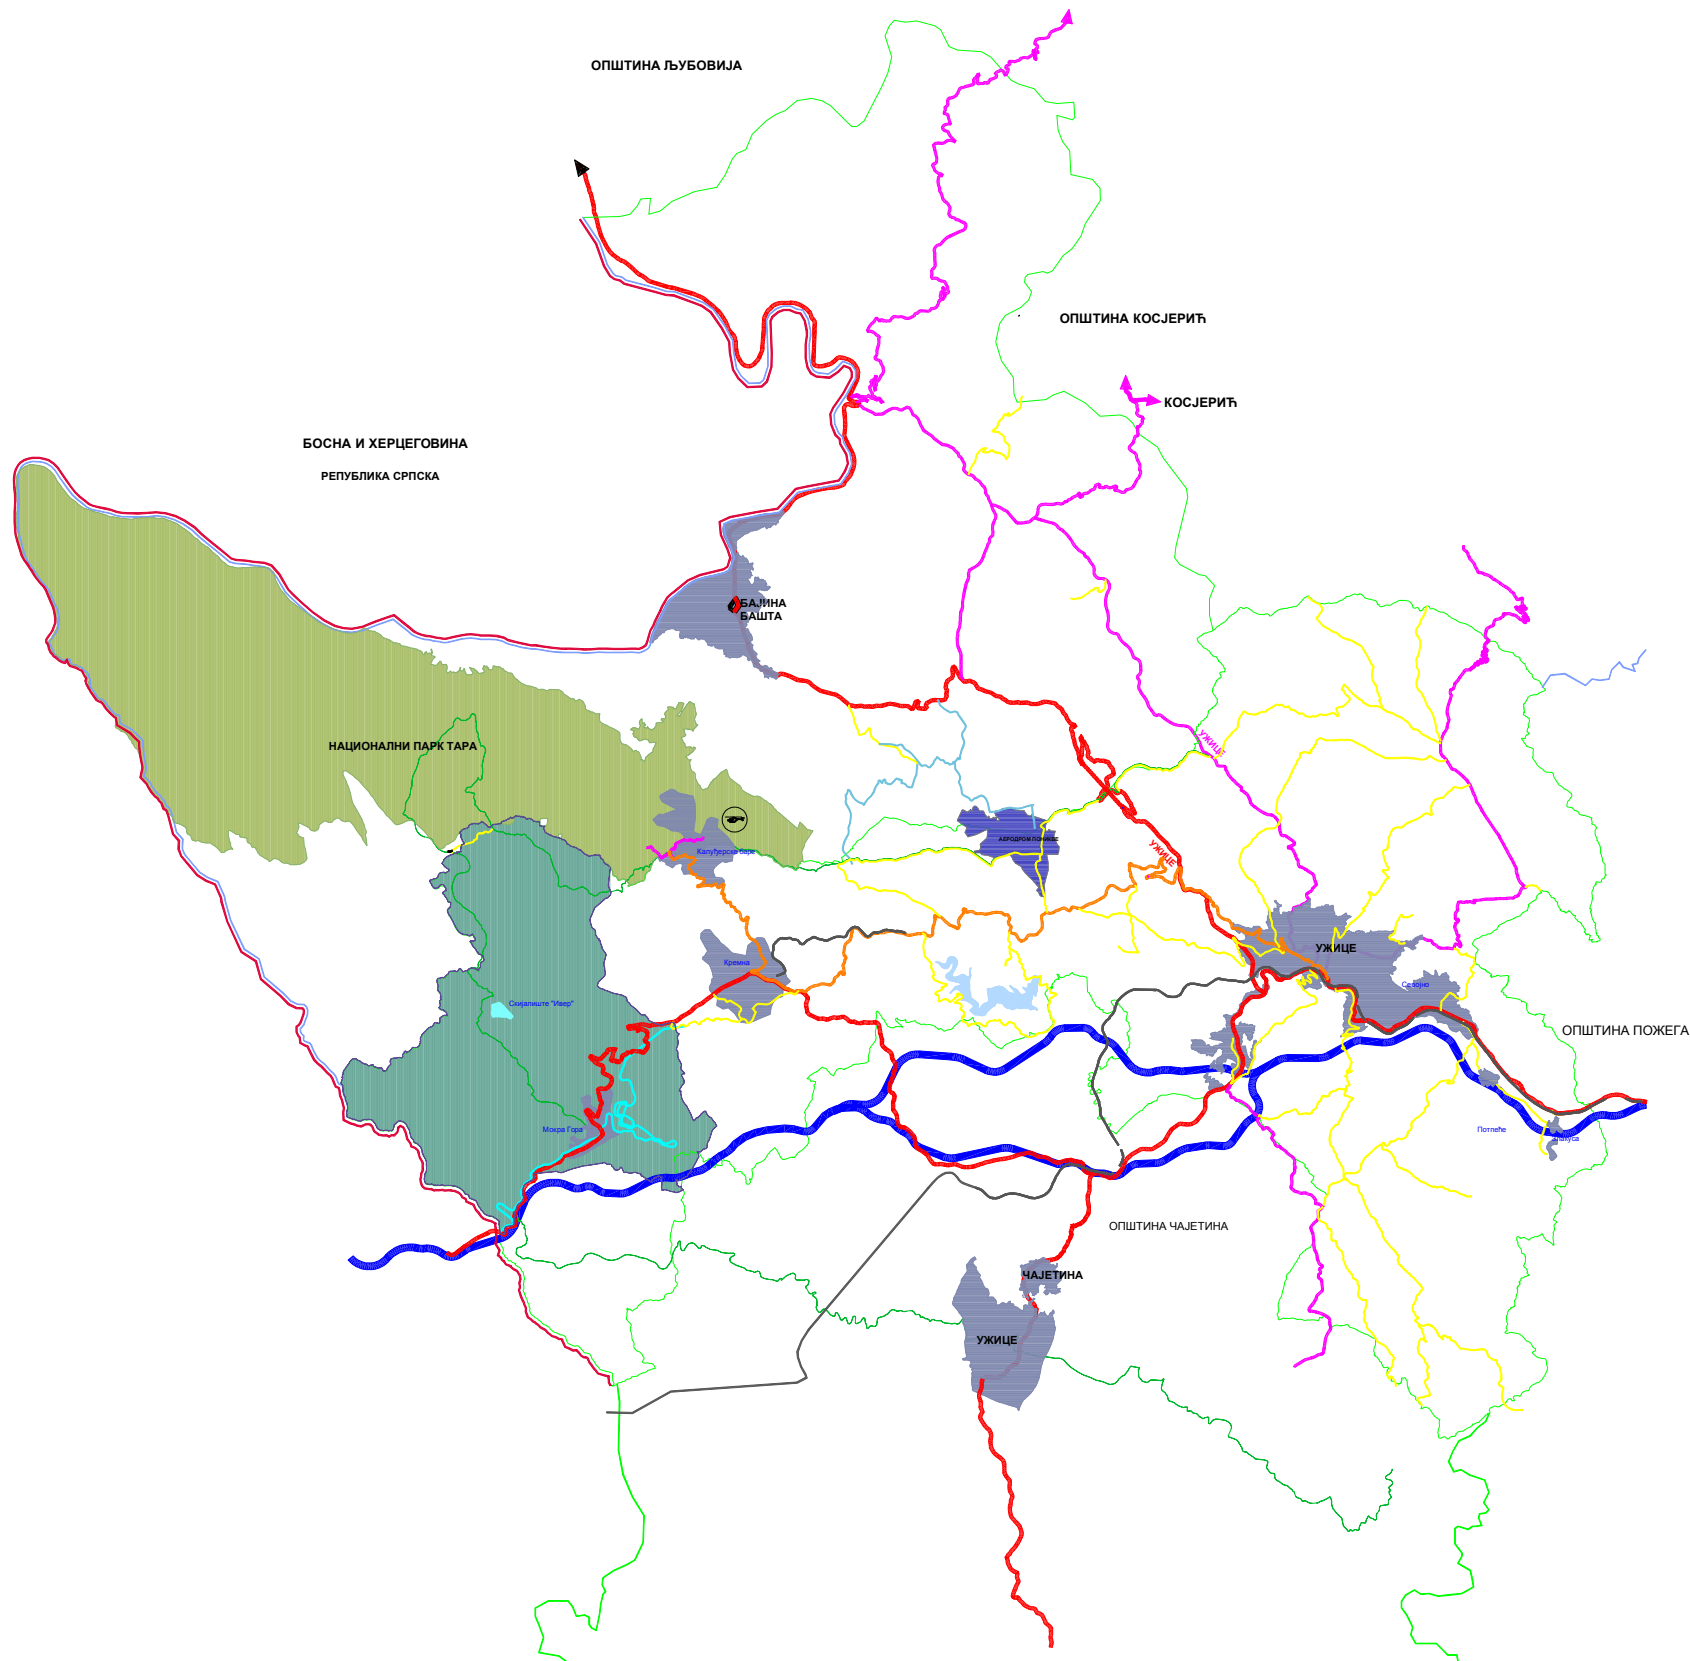 ОПШТИНА ЉУБОВИЈА
ОПШТИНА КОСЈЕРИЋ
КОСЈЕРИЋ
БОСНА И ХЕРЦЕГОВИНА
РЕПУБЛИКА СРПСКА
БАЈИНА
БАШТА
НАЦИОНАЛНИ ПАРК ТАРА
УЖИЦЕ
АЕРОДРОМ ПОНИКВЕ
УЖИЦЕ
Калуђерске баре
УЖИЦЕ
Кремна
Севојно
Скијалиште "Ивер"
ОПШТИНА ПОЖЕГА
Мокра Гора
Потпеће
Злакуса
ОПШТИНА ЧАЈЕТИНА
ЧАЈЕТИНА
УЖИЦЕ